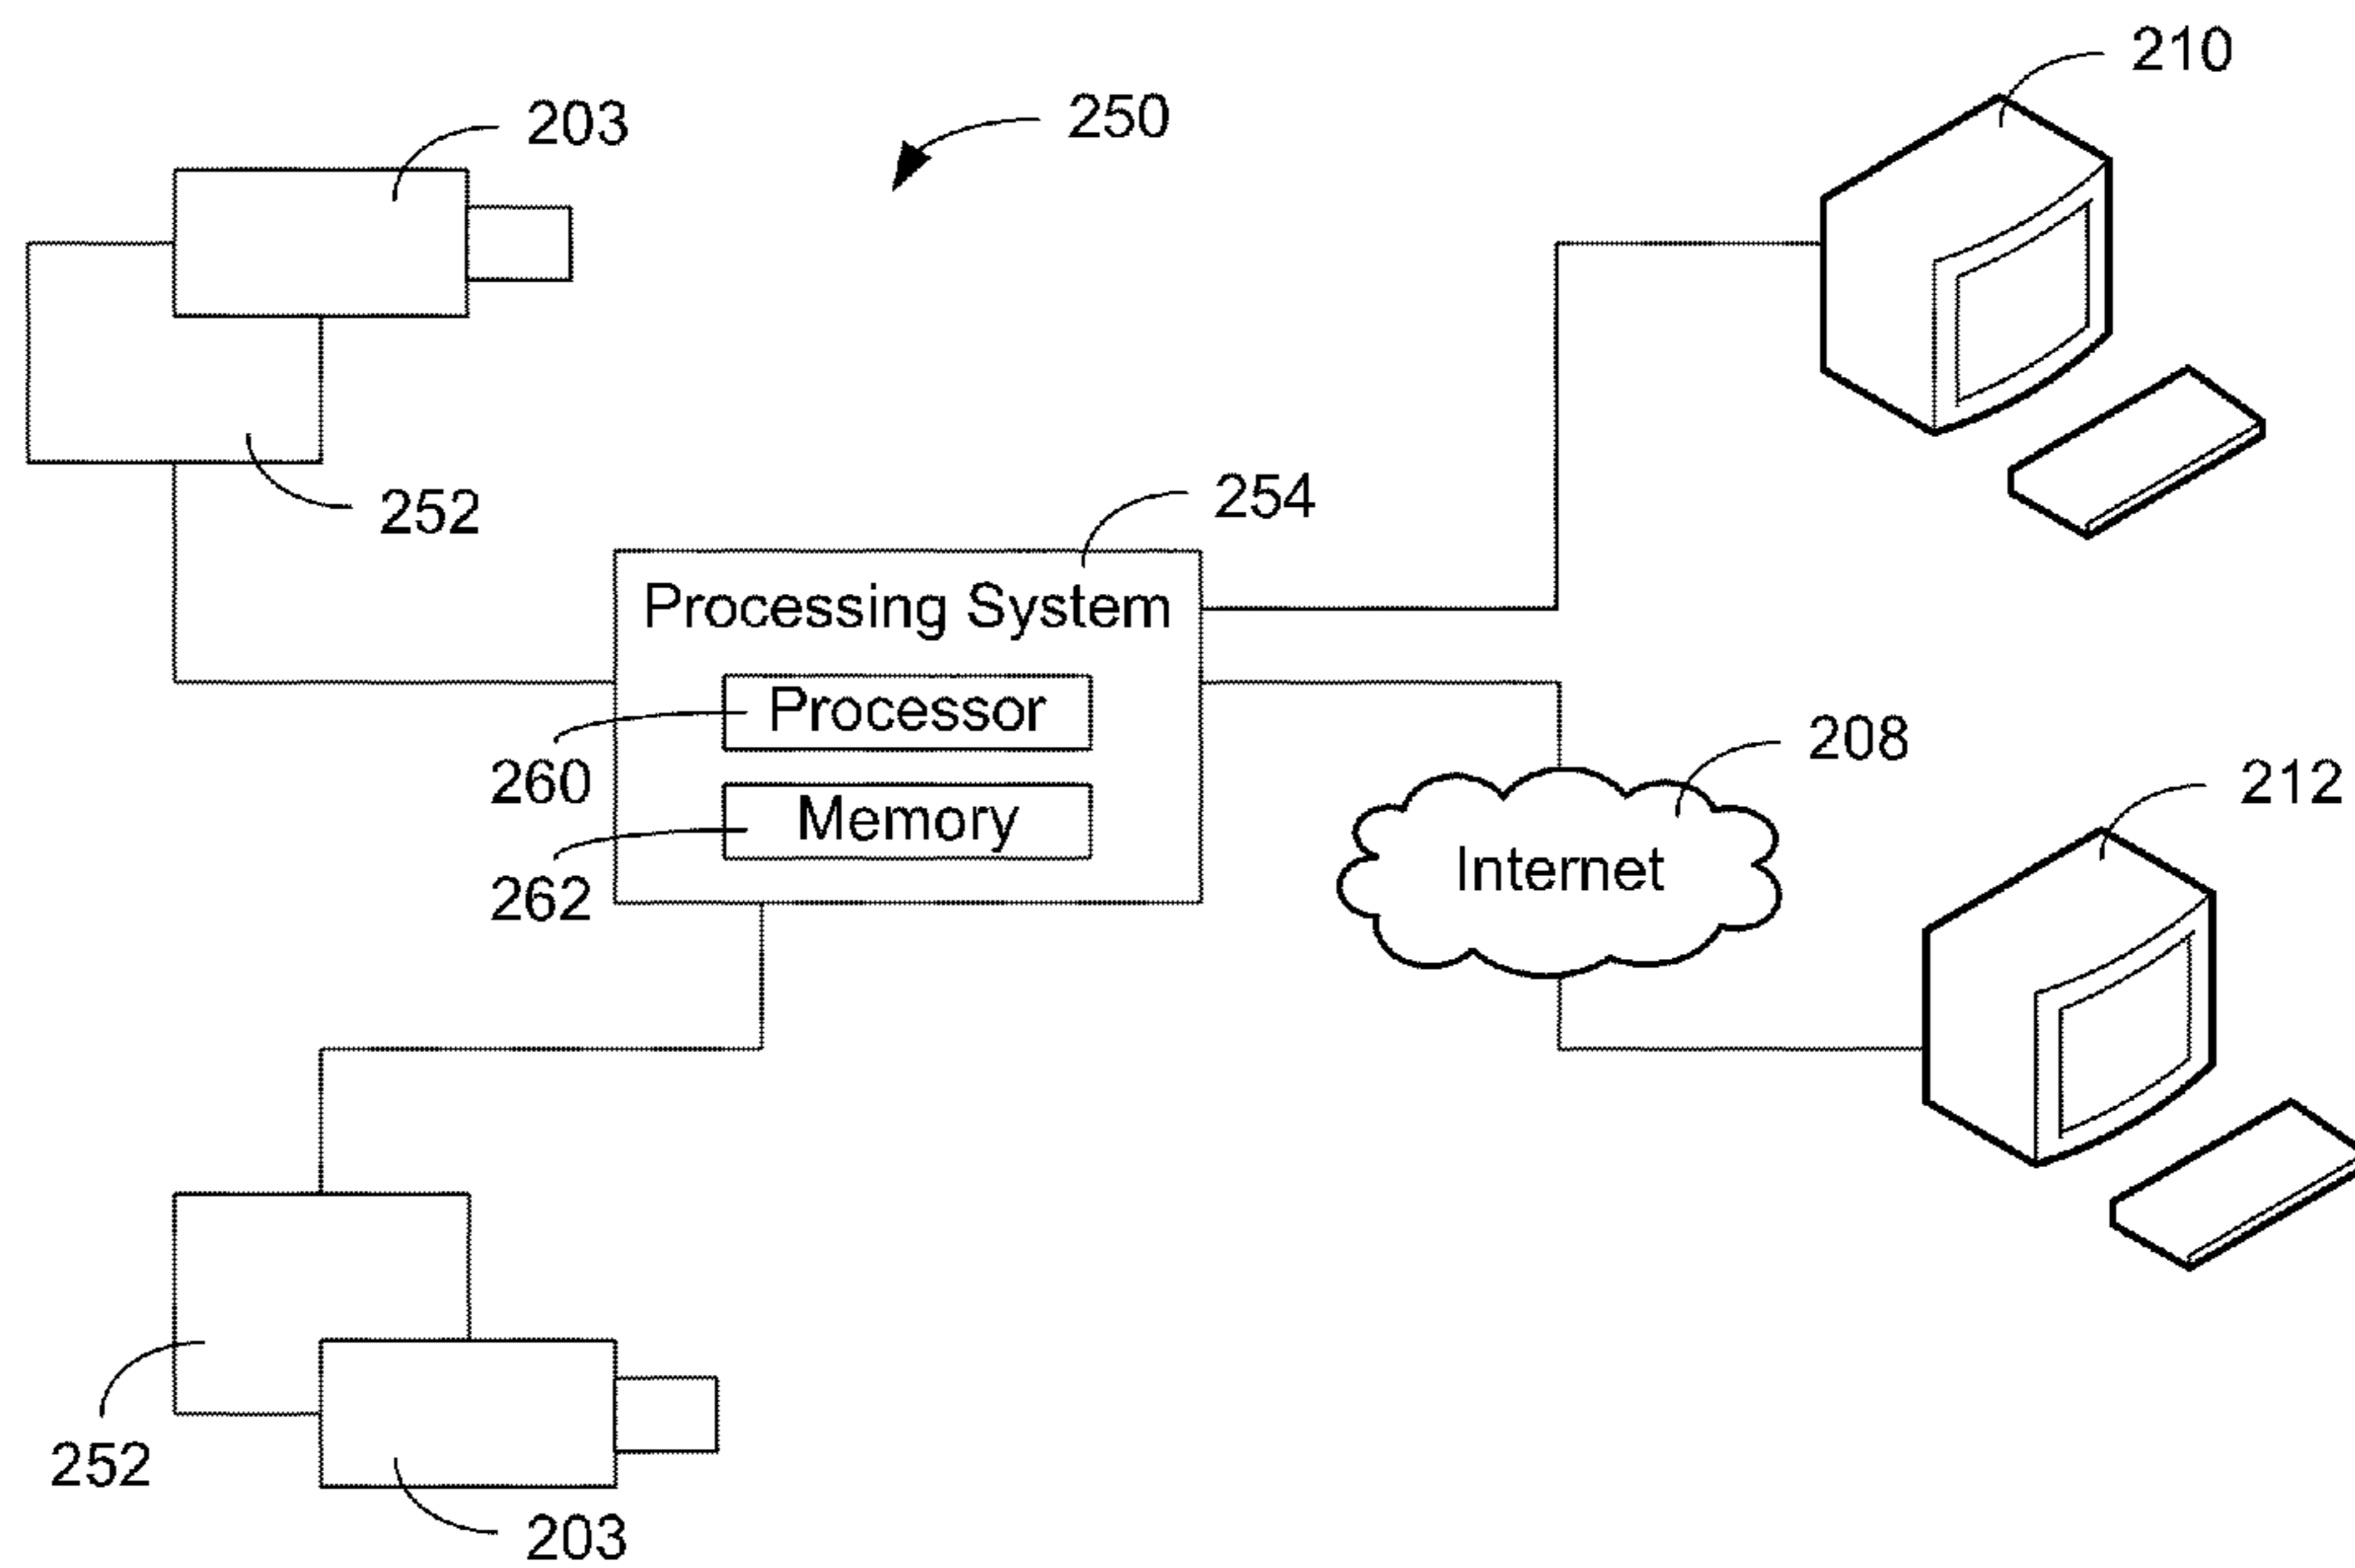 210
203
250
252
254
Processing System
Processor
260
208
212
Memory
262
Internet
252
203